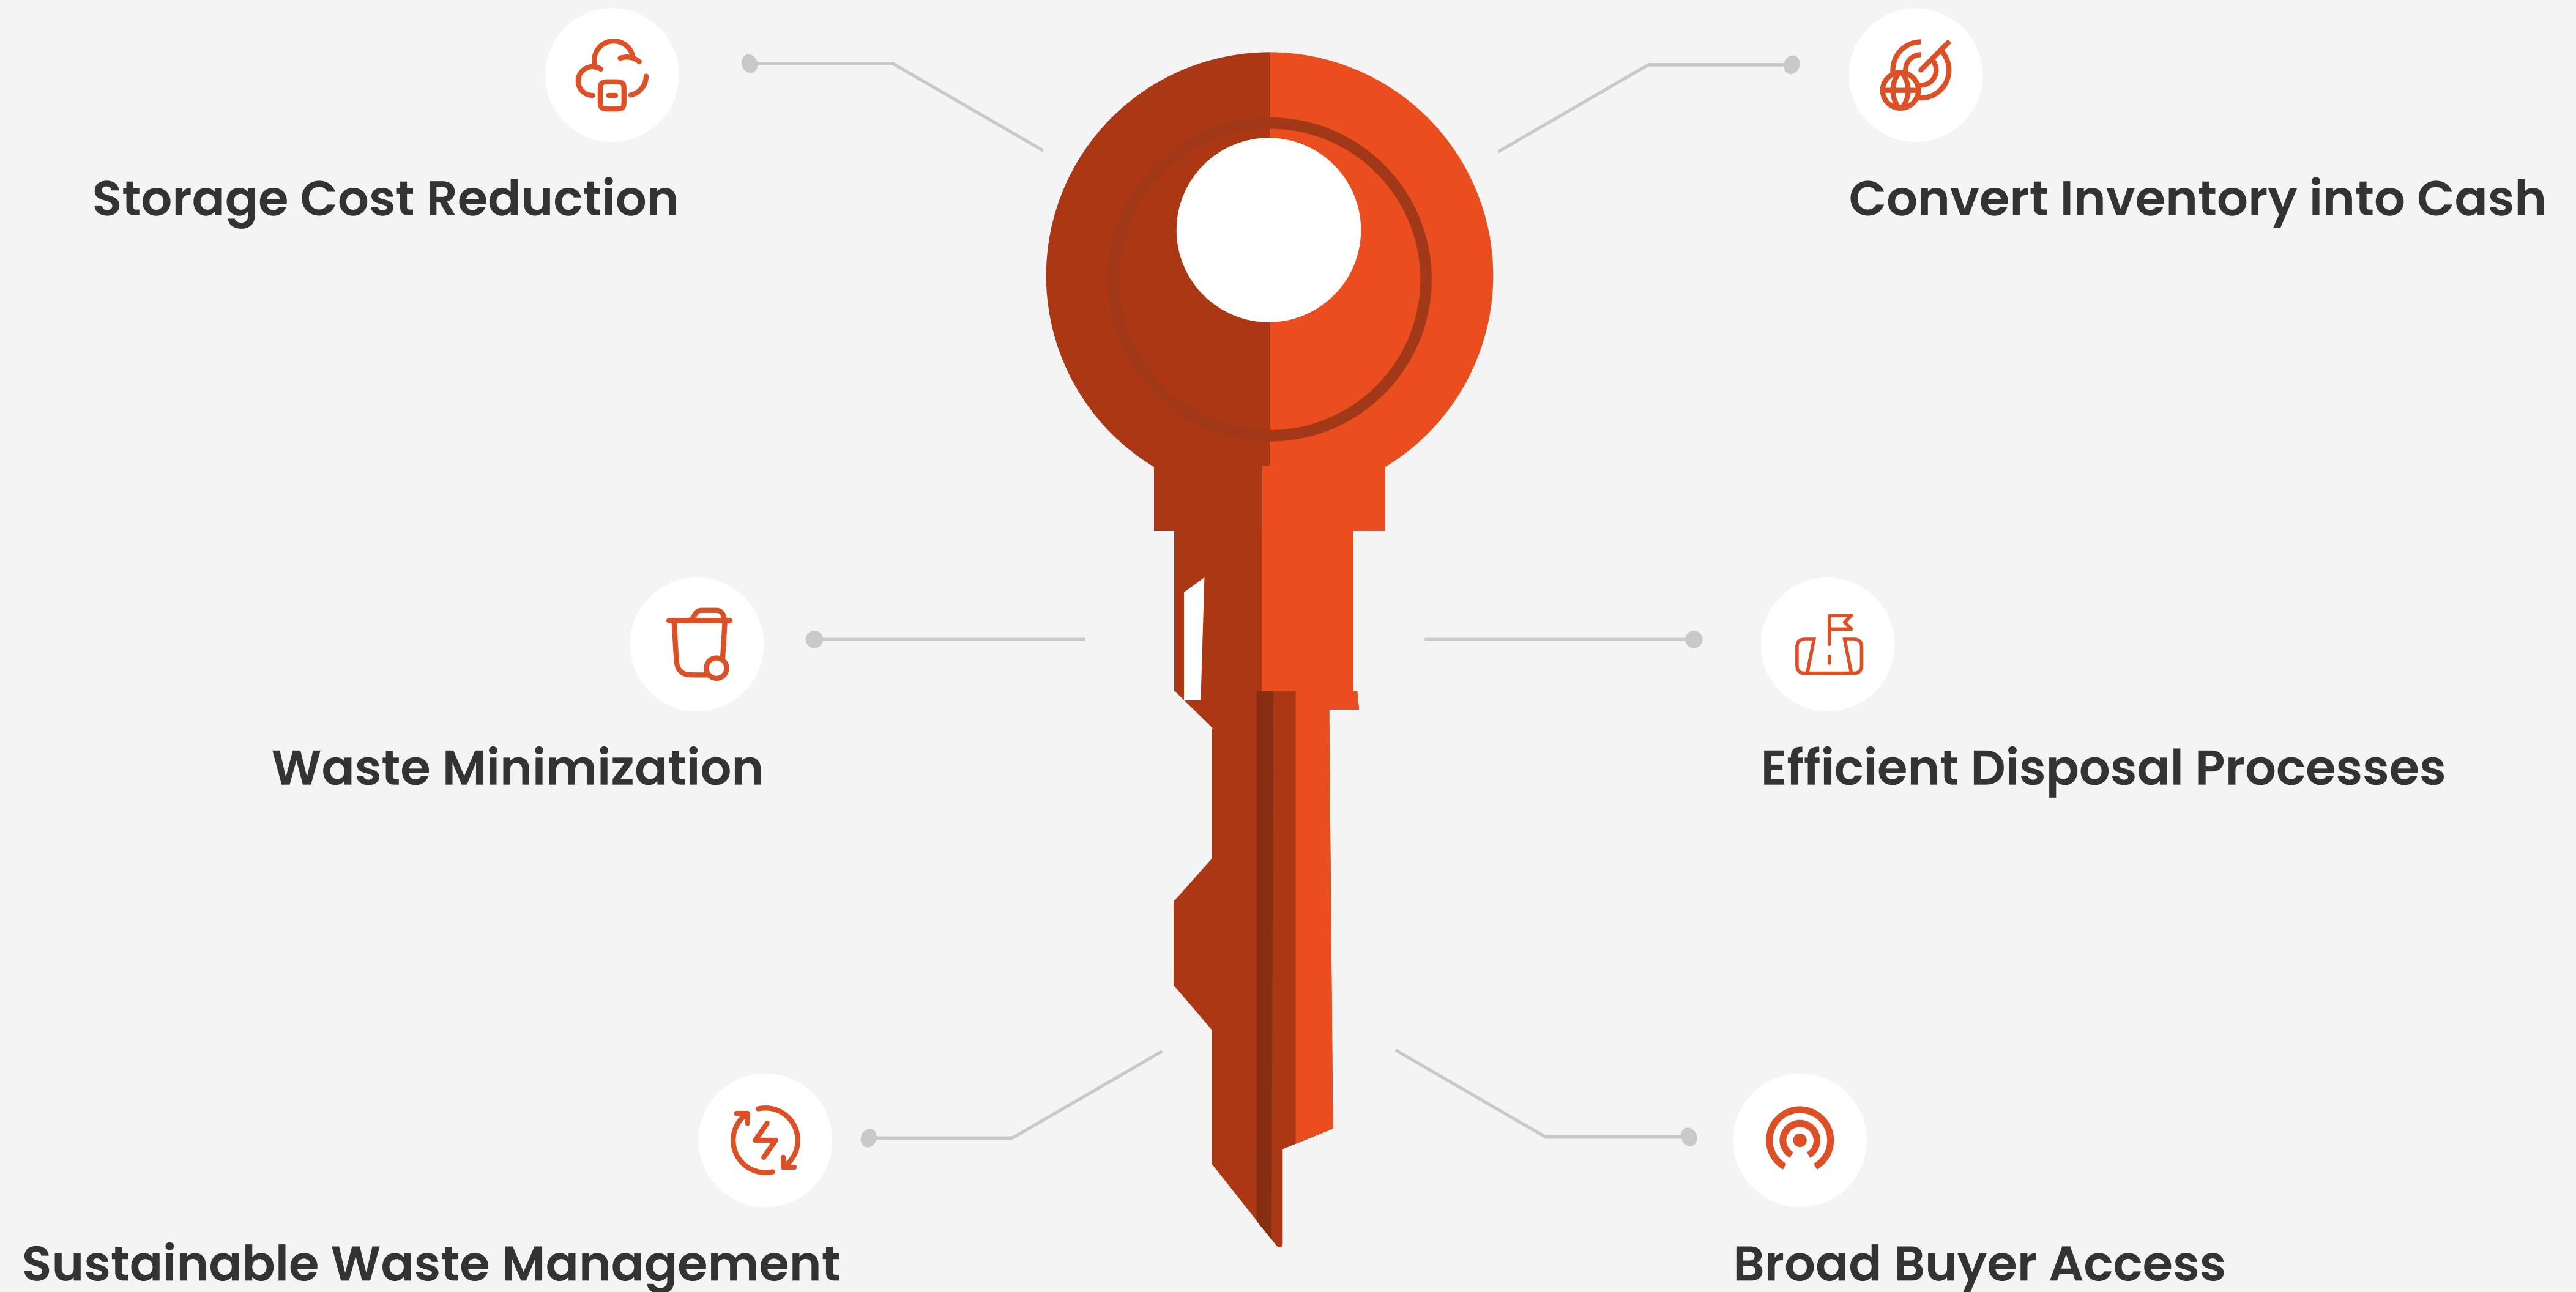 Storage Cost Reduction
Convert Inventory into Cash
Waste Minimization
Efficient Disposal Processes
Sustainable Waste Management
Broad Buyer Access